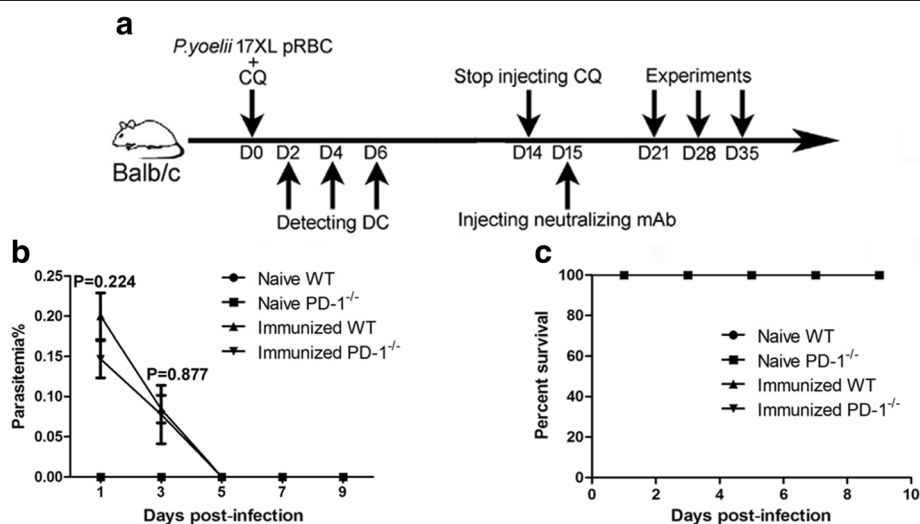 a
P.yoelii 17XL pRBC
+
CQ
Stop injecting CQ
Experiments
D0 D2 D4 D6 D14 D15 D21 D28 D35
Balb/c
Detecting DC
Injecting neutralizing mAb
b
P=0.224
P=0.877
Naive WT
Naive PD-1-/-
Immunized WT
Immunized PD-1-/-
Parasitemia%
0.25
0.20
0.15
0.10
0.05
0.00
1 3 5 7 9
Days post-infection
c
Percent survival
100
80
60
40
20
0
Naive WT
Naive PD-1-/-
Immunized WT
Immunized PD-1-/-
0 2 4 6 8 10
Days post-infection